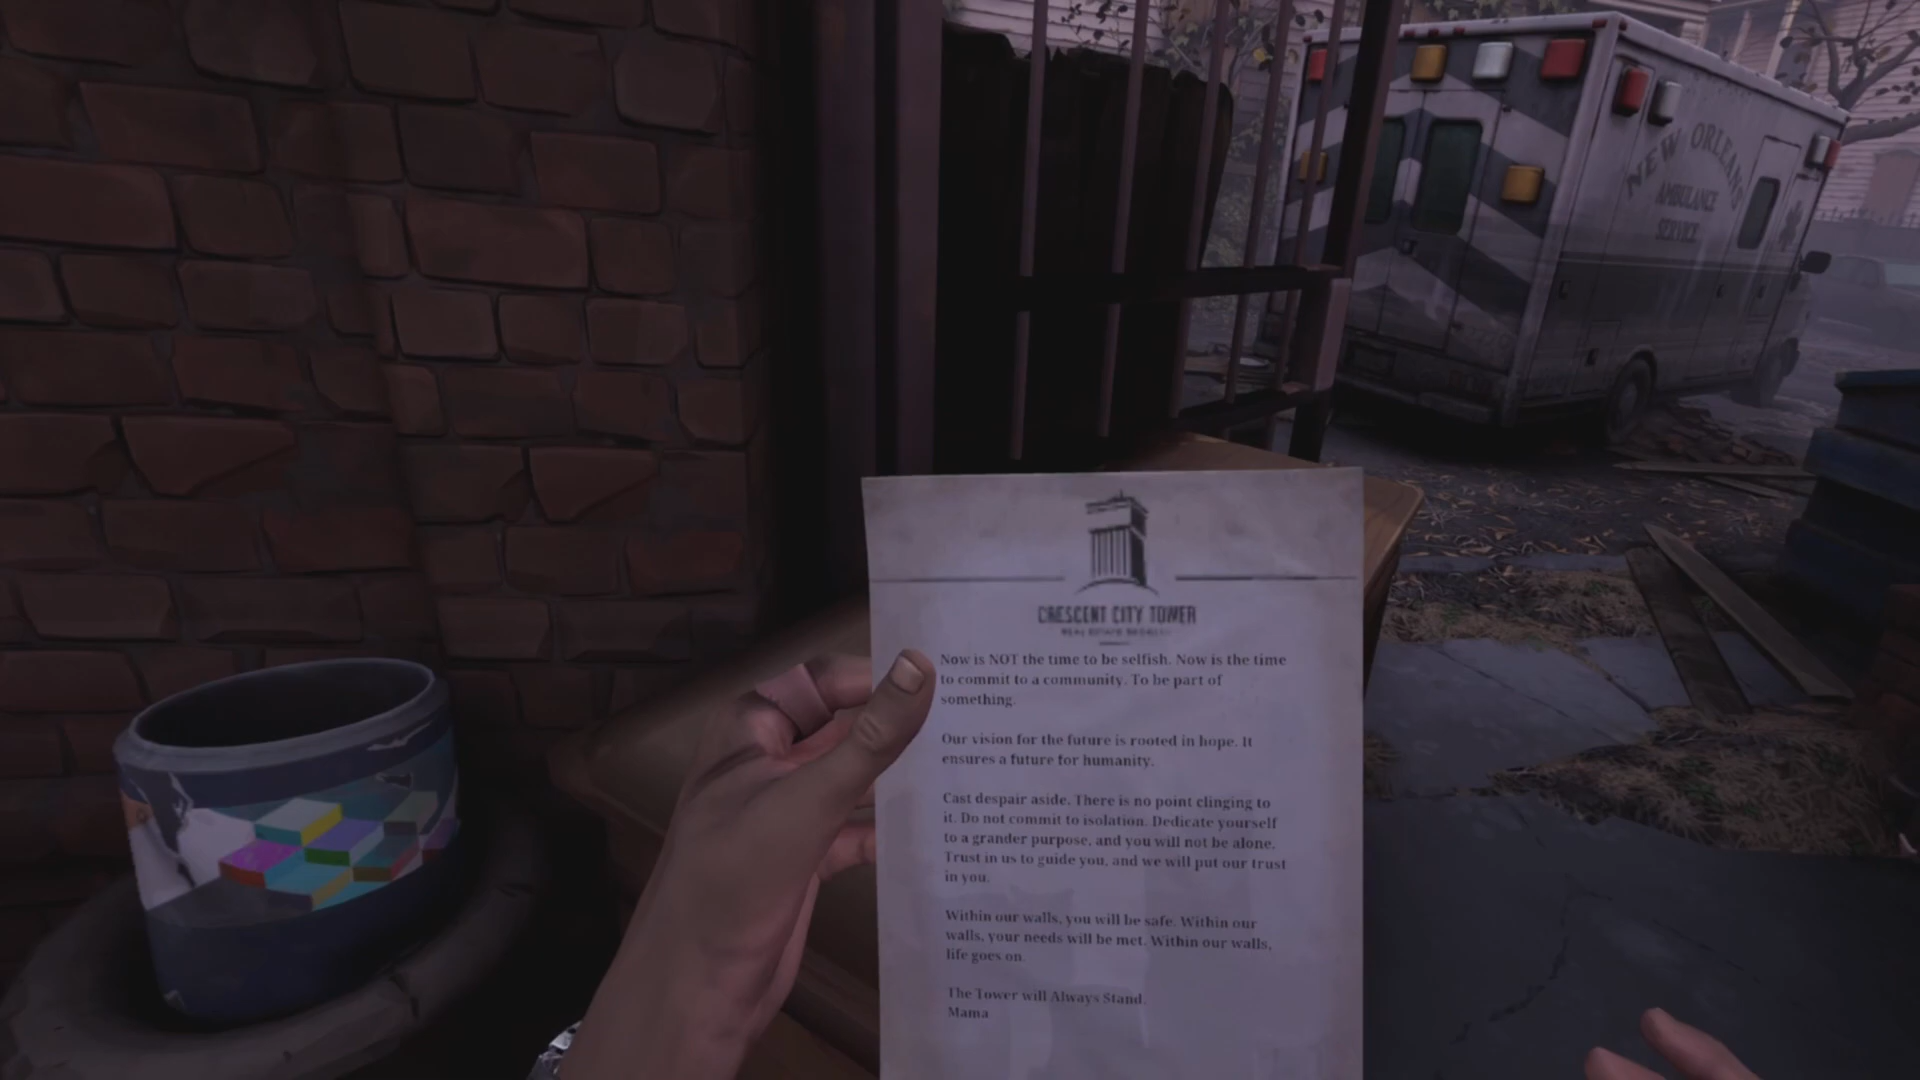 NEW ORLEANS
AMBULANCE
SERVICE
CRESCENT CITY TOWER
REAL ESTATE
Now is NOT the time to be selfish. Now is the time
to commit to a community. To be part of
something.
Our vision for the future is rooted in hope. It
ensures a future for humanity.
Cast despair aside. There is no point clinging to
it. Do not commit to isolation. Dedicate yourself
to a grander purpose, and you will not be alone.
Trust in us to guide you, and we will put our trust
in you.
Within our walls, you will be safe. Within our
walls, your needs will be met. Within our walls,
life goes on.
The Tower will Always Stand.
Mama